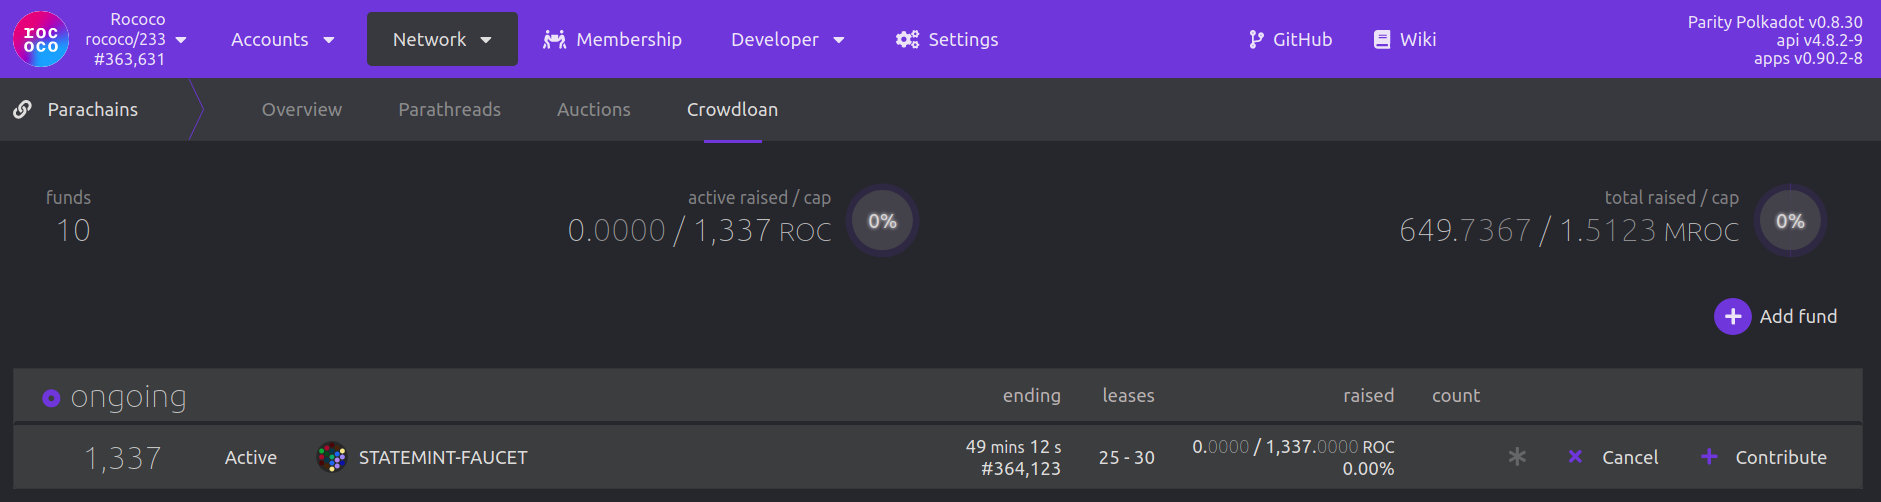 roc
oco
Rococo
rococo/233
#363,631
Accounts
Network
Membership
Developer
Settings
GitHub
Wiki
Parity Polkadot v0.8.30
api v4.8.2-9
apps v0.90.2-8
Parachains
Overview
Parathreads
Auctions
Crowdloan
funds
10
active raised / cap
0.0000 / 1,337 ROC
0%
total raised / cap
649.7367 / 1.5123 MROC
0%
Add fund
ongoing
ending
leases
raised
count
1,337
Active
STATEMINT-FAUCET
49 mins 12 s
#364,123
25 - 30
0.0000 / 1,337.0000 ROC
0.00%
Cancel
Contribute